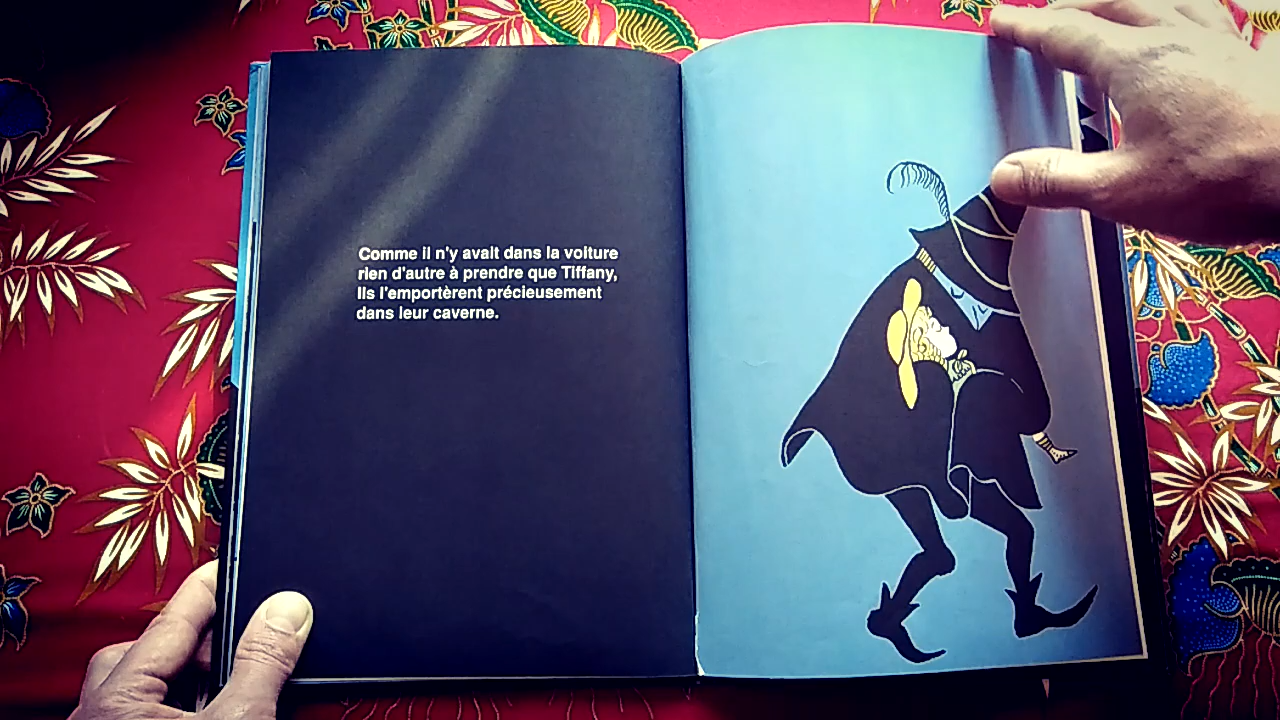 Comme il n'y avait dans la voiture
rien d'autre à prendre que Tiffany,
Ils l'emportèrent précieusement
dans leur caverne.